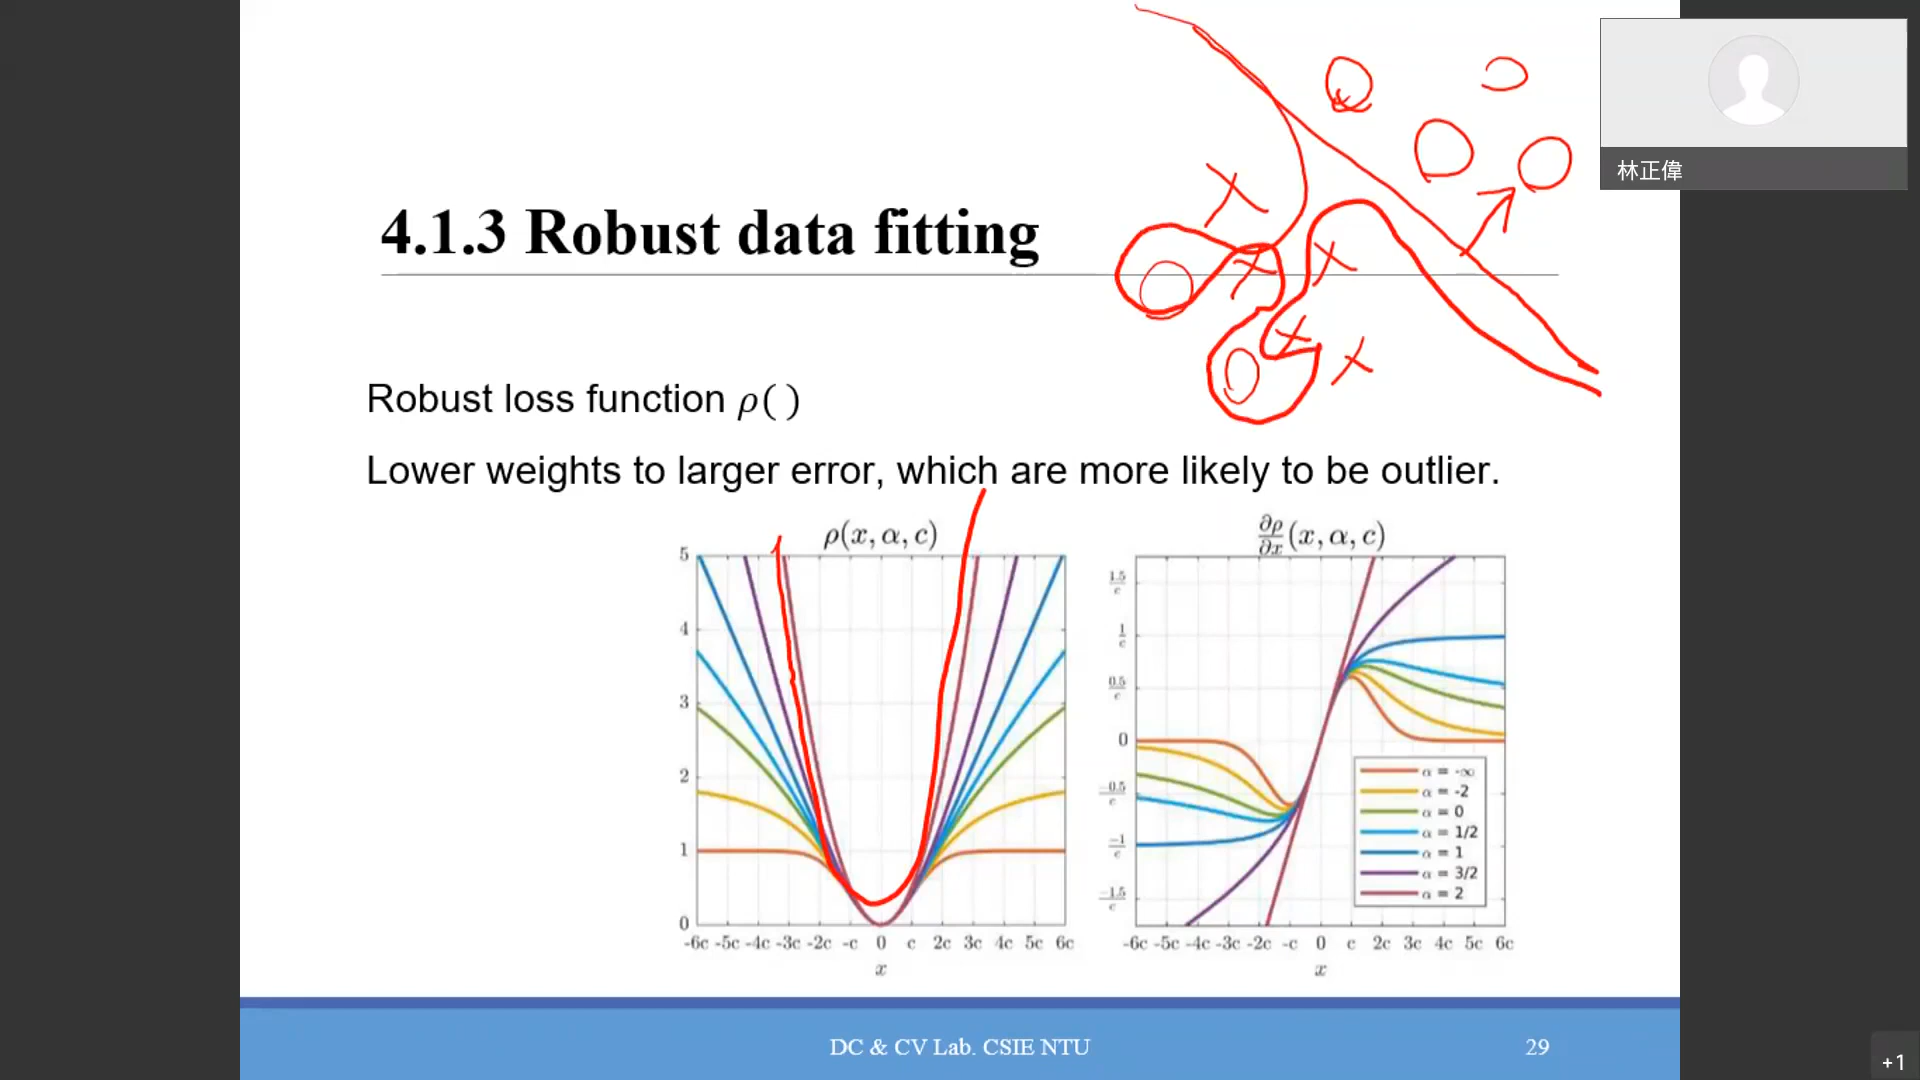 林正偉
4.1.3 Robust data fitting
Robust loss function ρ( )
Lower weights to larger error, which are more likely to be outlier.
ρ(x, α, c)
5
4
3
2
1
0
-6c -5c -4c -3c -2c -c 0 c 2c 3c 4c 5c 6c
x
∂ρ/∂x (x, α, c)
1.5/c
1/c
0.5/c
0
-0.5/c
-1/c
-1.5/c
α = -∞
α = -2
α = 0
α = 1/2
α = 1
α = 3/2
α = 2
-6c -5c -4c -3c -2c -c 0 c 2c 3c 4c 5c 6c
x
DC & CV Lab. CSIE NTU
29
+1